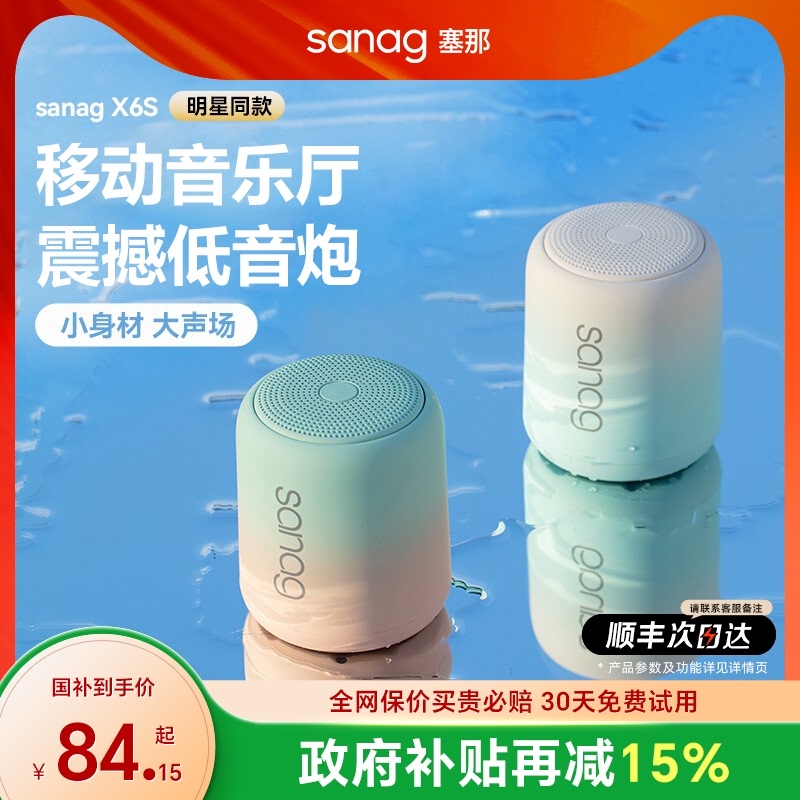 sanag 塞那
sanag X6S 明星同款
移动音乐厅
震撼低音炮
小身材 大声场
sanag
sanag
sanag
请联系客服备注
顺丰次日达
* 产品参数及功能详见详情页
国补到手价
¥ 84.15 起
全网保价买贵必赔 30天免费试用
政府补贴再减15%